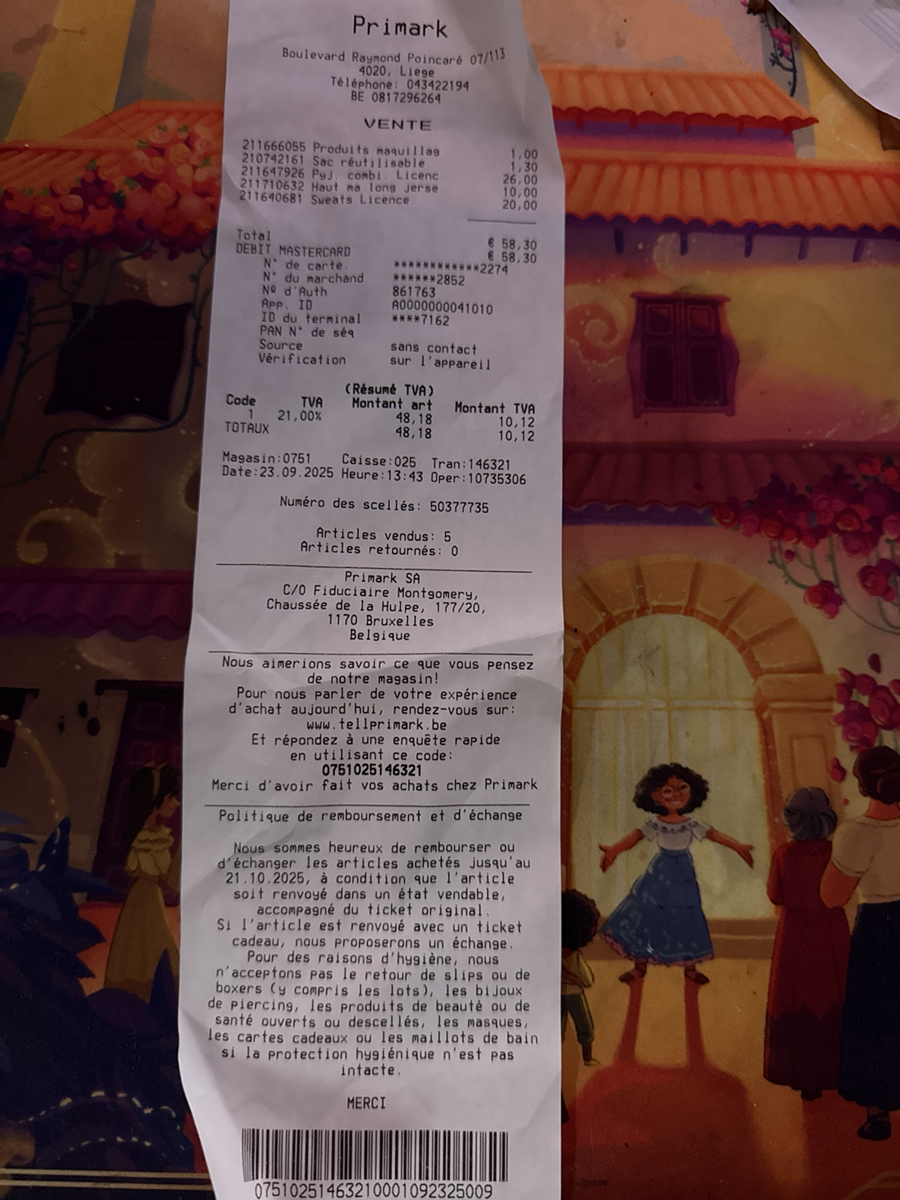 Primark
Boulevard Raymond Poincaré 07/113
4020, Liege
Téléphone: 043422194
BE 0817296264
VENTE
211666055 Produits maquillag 1,00
210742161 Sac réutilisable 1,30
211647926 PyJ. combi. Licenc 26,00
211710632 Haut ma long jerse 10,00
211640681 Sweats Licence 20,00
Total € 58,30
DEBIT MASTERCARD € 58,30
N° de carte. ************2274
N° du marchand ******2852
Nº d'Auth 861763
App. ID A0000000041010
ID du terminal ****7162
PAN N° de séq
Source sans contact
Vérification sur l'appareil
(Résumé TVA)
Code TVA Montant art Montant TVA
1 21,00% 48,18 10,12
TOTAUX 48,18 10,12
Magasin:0751 Caisse:025 Tran:146321
Date:23.09.2025 Heure:13:43 Oper:10735306
Numéro des scellés: 50377735
Articles vendus: 5
Articles retournés: 0
Primark SA
C/O Fiduciaire Montgomery,
Chaussée de la Hulpe, 177/20,
1170 Bruxelles
Belgique
Nous aimerions savoir ce que vous pensez
de notre magasin!
Pour nous parler de votre expérience
d'achat aujourd'hui, rendez-vous sur:
www.tellprimark.be
Et répondez à une enquête rapide
en utilisant ce code:
0751025146321
Merci d'avoir fait vos achats chez Primark
Politique de remboursement et d'échange
Nous sommes heureux de rembourser ou
d'échanger les articles achetés jusqu'au
21.10.2025, à condition que l'article
soit renvoyé dans un état vendable,
accompagné du ticket original.
Si l'article est renvoyé avec un ticket
cadeau, nous proposerons un échange.
Pour des raisons d'hygiène, nous
n'acceptons pas le retour de slips ou de
boxers (y compris les lots), les bijoux
de piercing, les produits de beauté ou de
santé ouverts ou descellés, les masques,
les cartes cadeaux ou les maillots de bain
si la protection hygiénique n'est pas
intacte.
MERCI
07510251463210001092325009